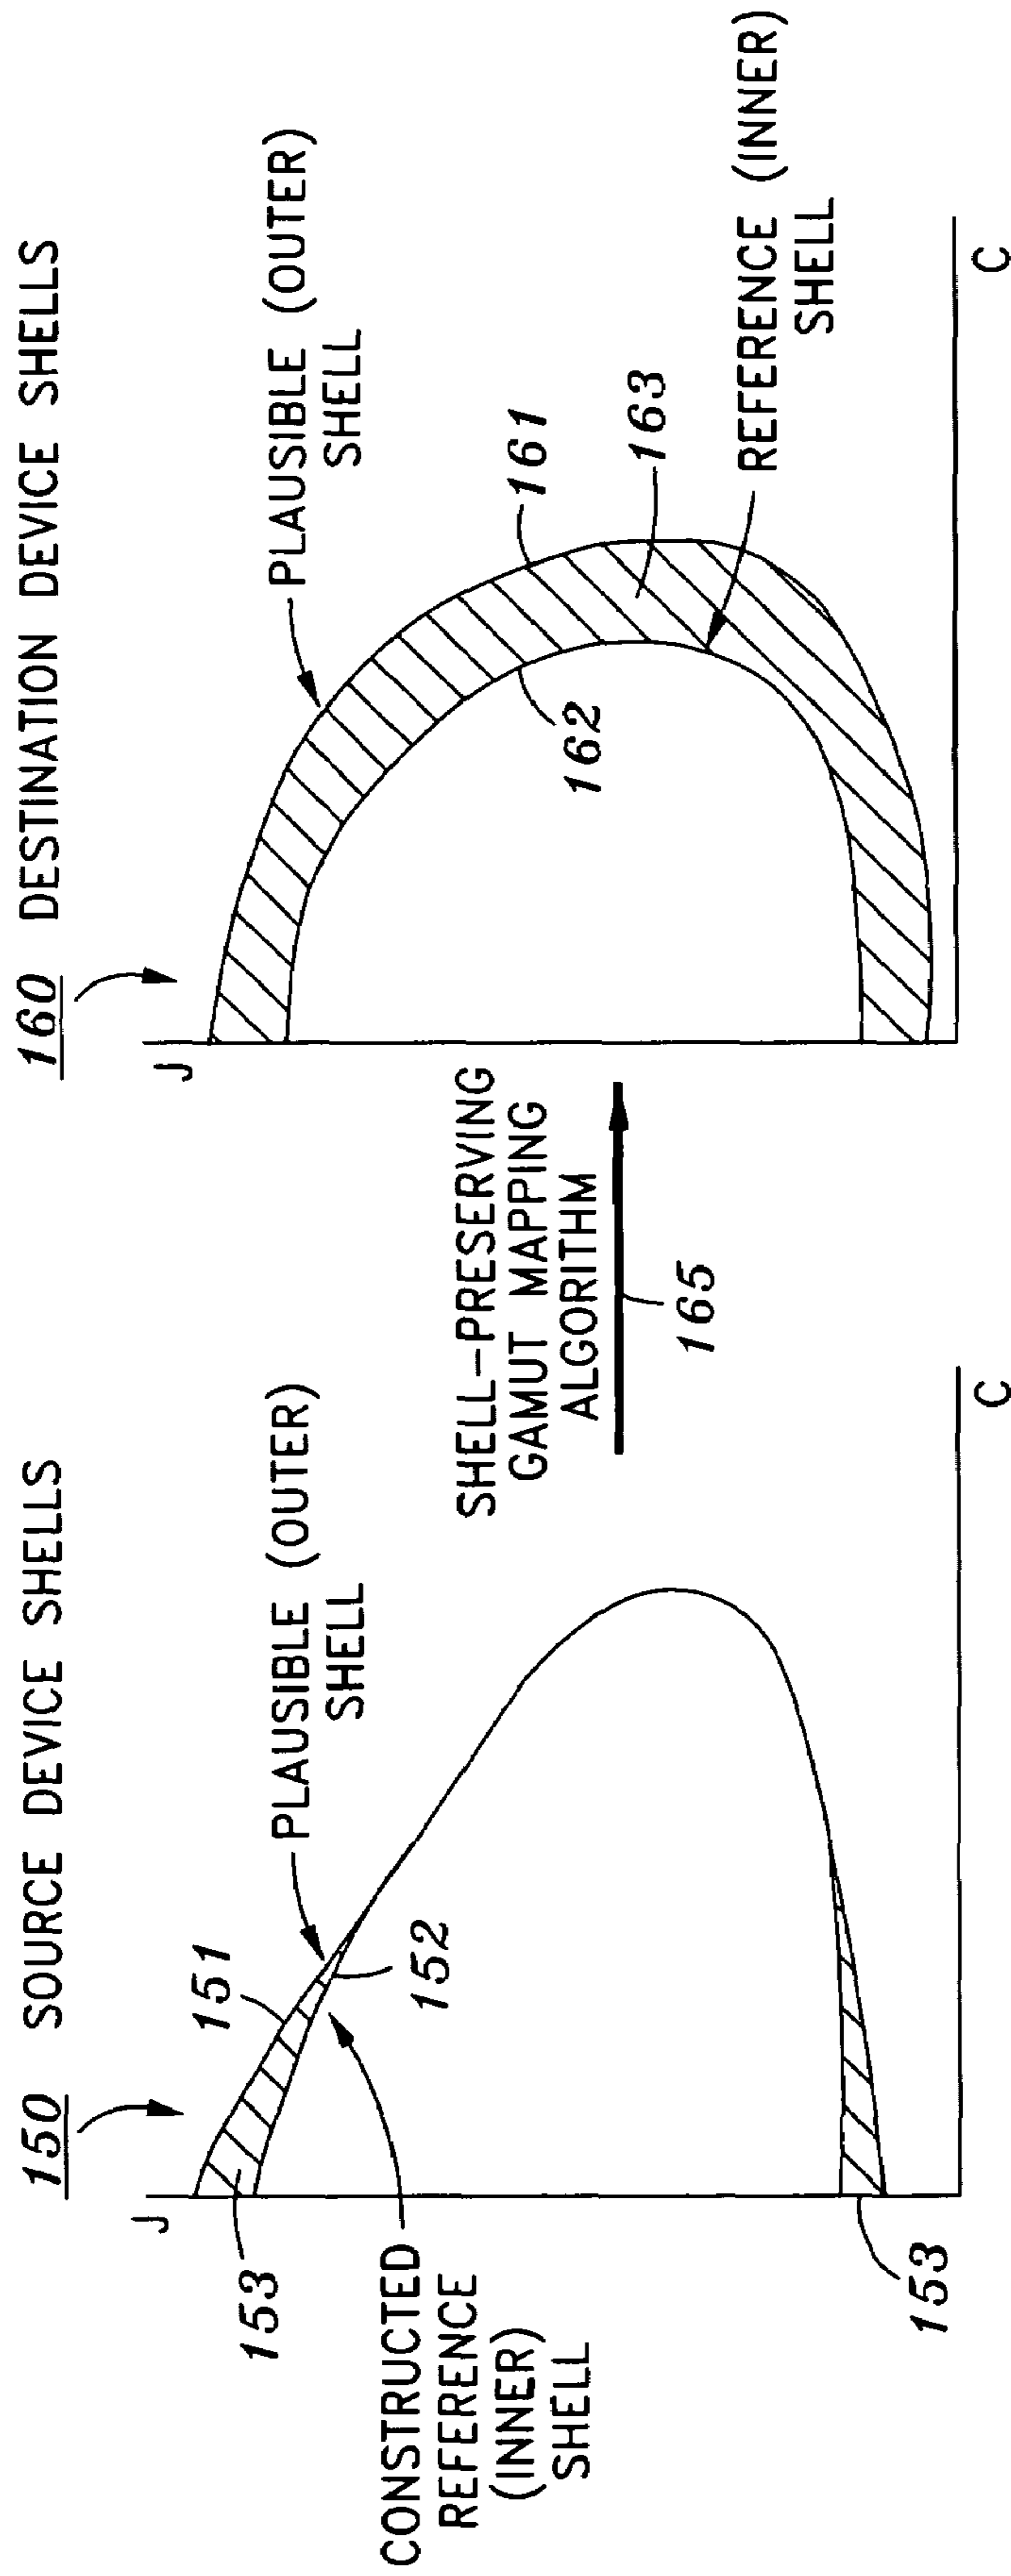 150 SOURCE DEVICE SHELLS
J
151
PLAUSIBLE (OUTER)
SHELL
153
152
CONSTRUCTED
REFERENCE
(INNER)
SHELL
153
C
SHELL-PRESERVING
GAMUT MAPPING
ALGORITHM
165
160 DESTINATION DEVICE SHELLS
J
PLAUSIBLE (OUTER)
SHELL
161
162
163
REFERENCE (INNER)
SHELL
C